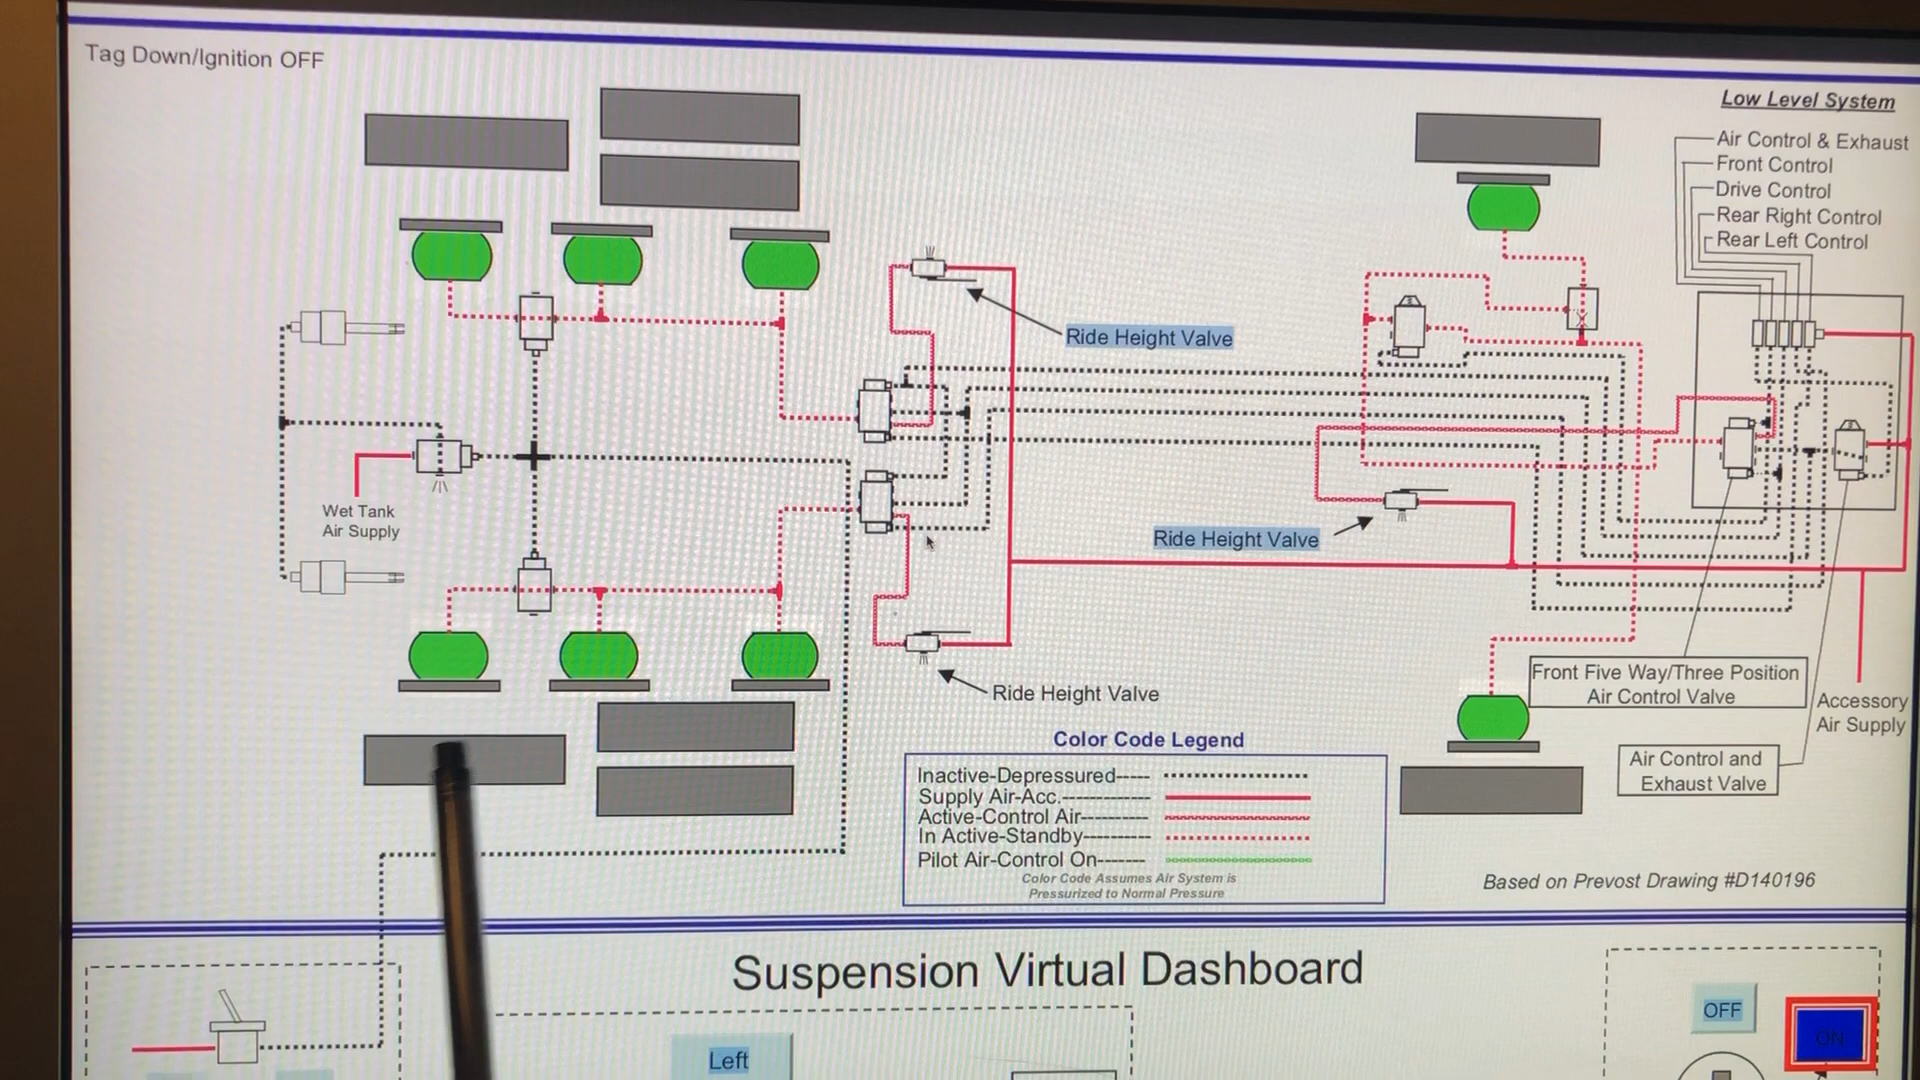 Tag Down/Ignition OFF
Low Level System
Air Control & Exhaust
Front Control
Drive Control
Rear Right Control
Rear Left Control
Ride Height Valve
Wet Tank
Air Supply
Ride Height Valve
Ride Height Valve
Front Five Way/Three Position
Air Control Valve
Accessory
Air Supply
Air Control and
Exhaust Valve
Color Code Legend
Inactive-Depressured-----
Supply Air-Acc.-------------
Active-Control Air---------
In Active-Standby----------
Pilot Air-Control On-------
Color Code Assumes Air System is
Pressurized to Normal Pressure
Based on Prevost Drawing #D140196
Suspension Virtual Dashboard
OFF
ON
Left